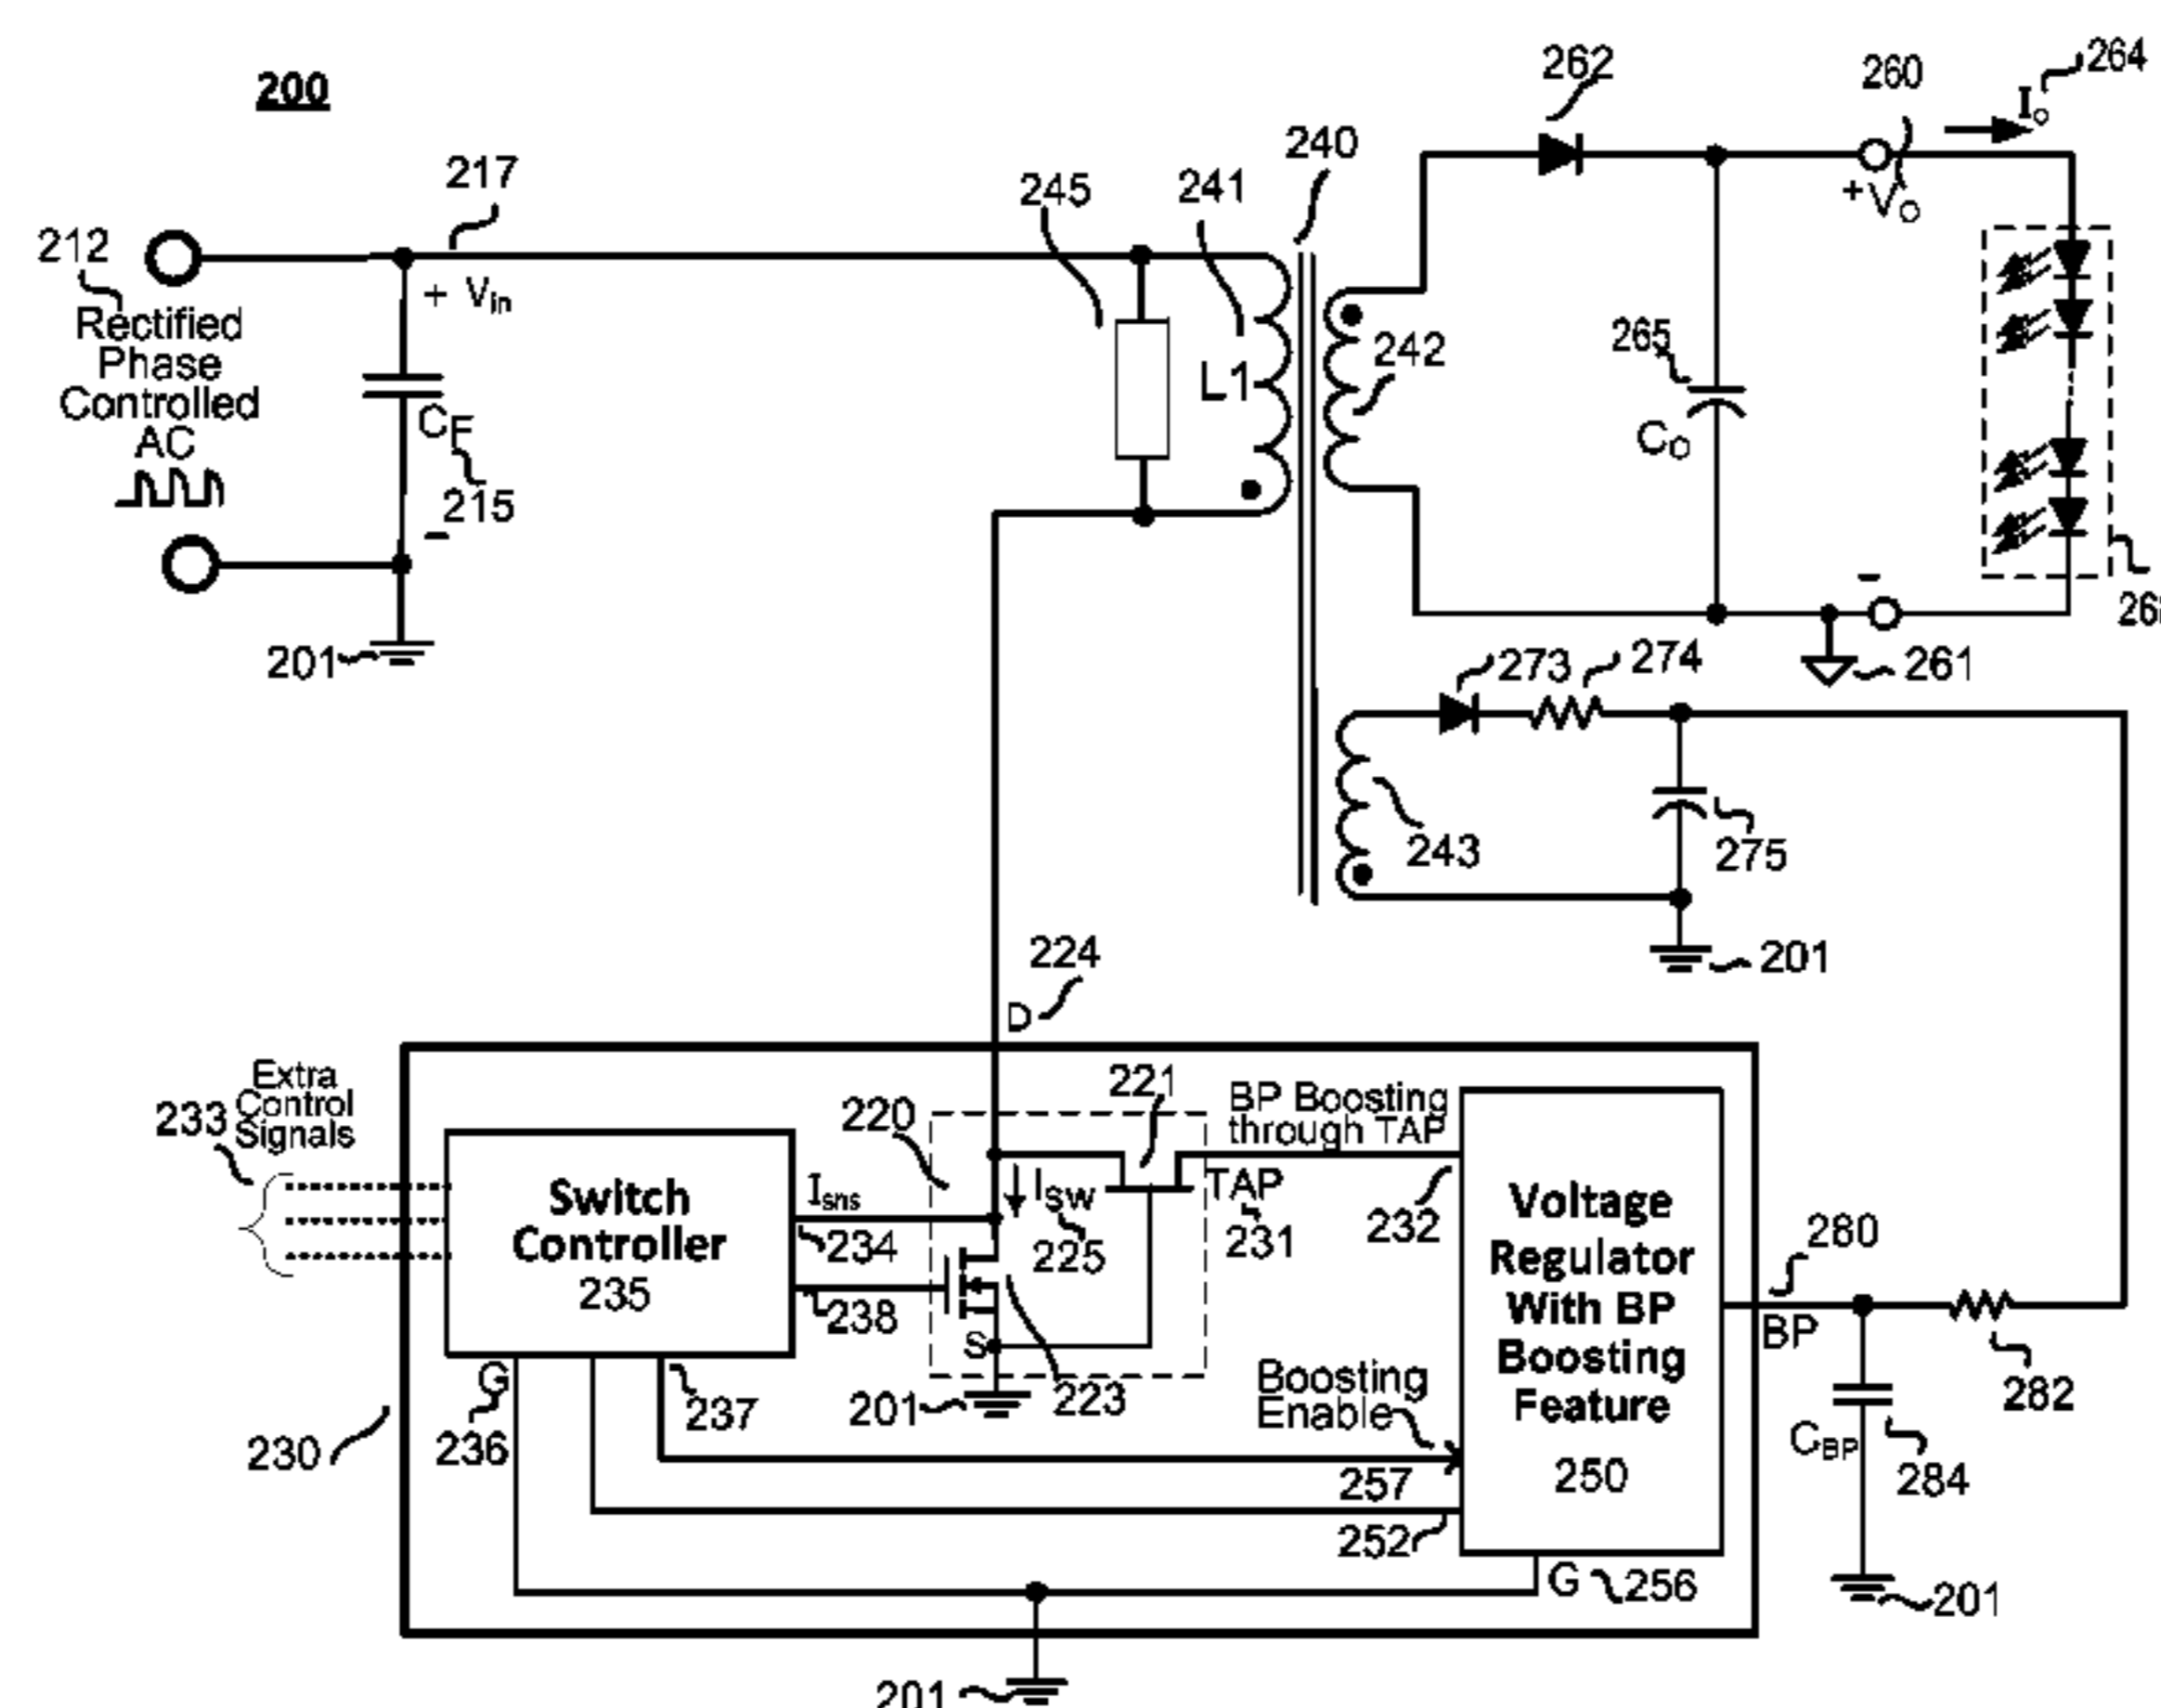 200
212
Rectified
Phase
Controlled
AC
217
+ Vin
CF
215
-
201
245
241
L1
240
242
262
265
CO
260
+VO
Io
264
-
261
273
274
243
275
201
224
D
230
233
Extra
Control
Signals
Switch
Controller
235
Isns
234
238
G
236
237
220
221
ISW
225
S
201
223
TAP
231
BP Boosting
through TAP
232
Voltage
Regulator
With BP
Boosting
Feature
250
Boosting
Enable
257
252
G
256
201
280
BP
282
CBP
284
201